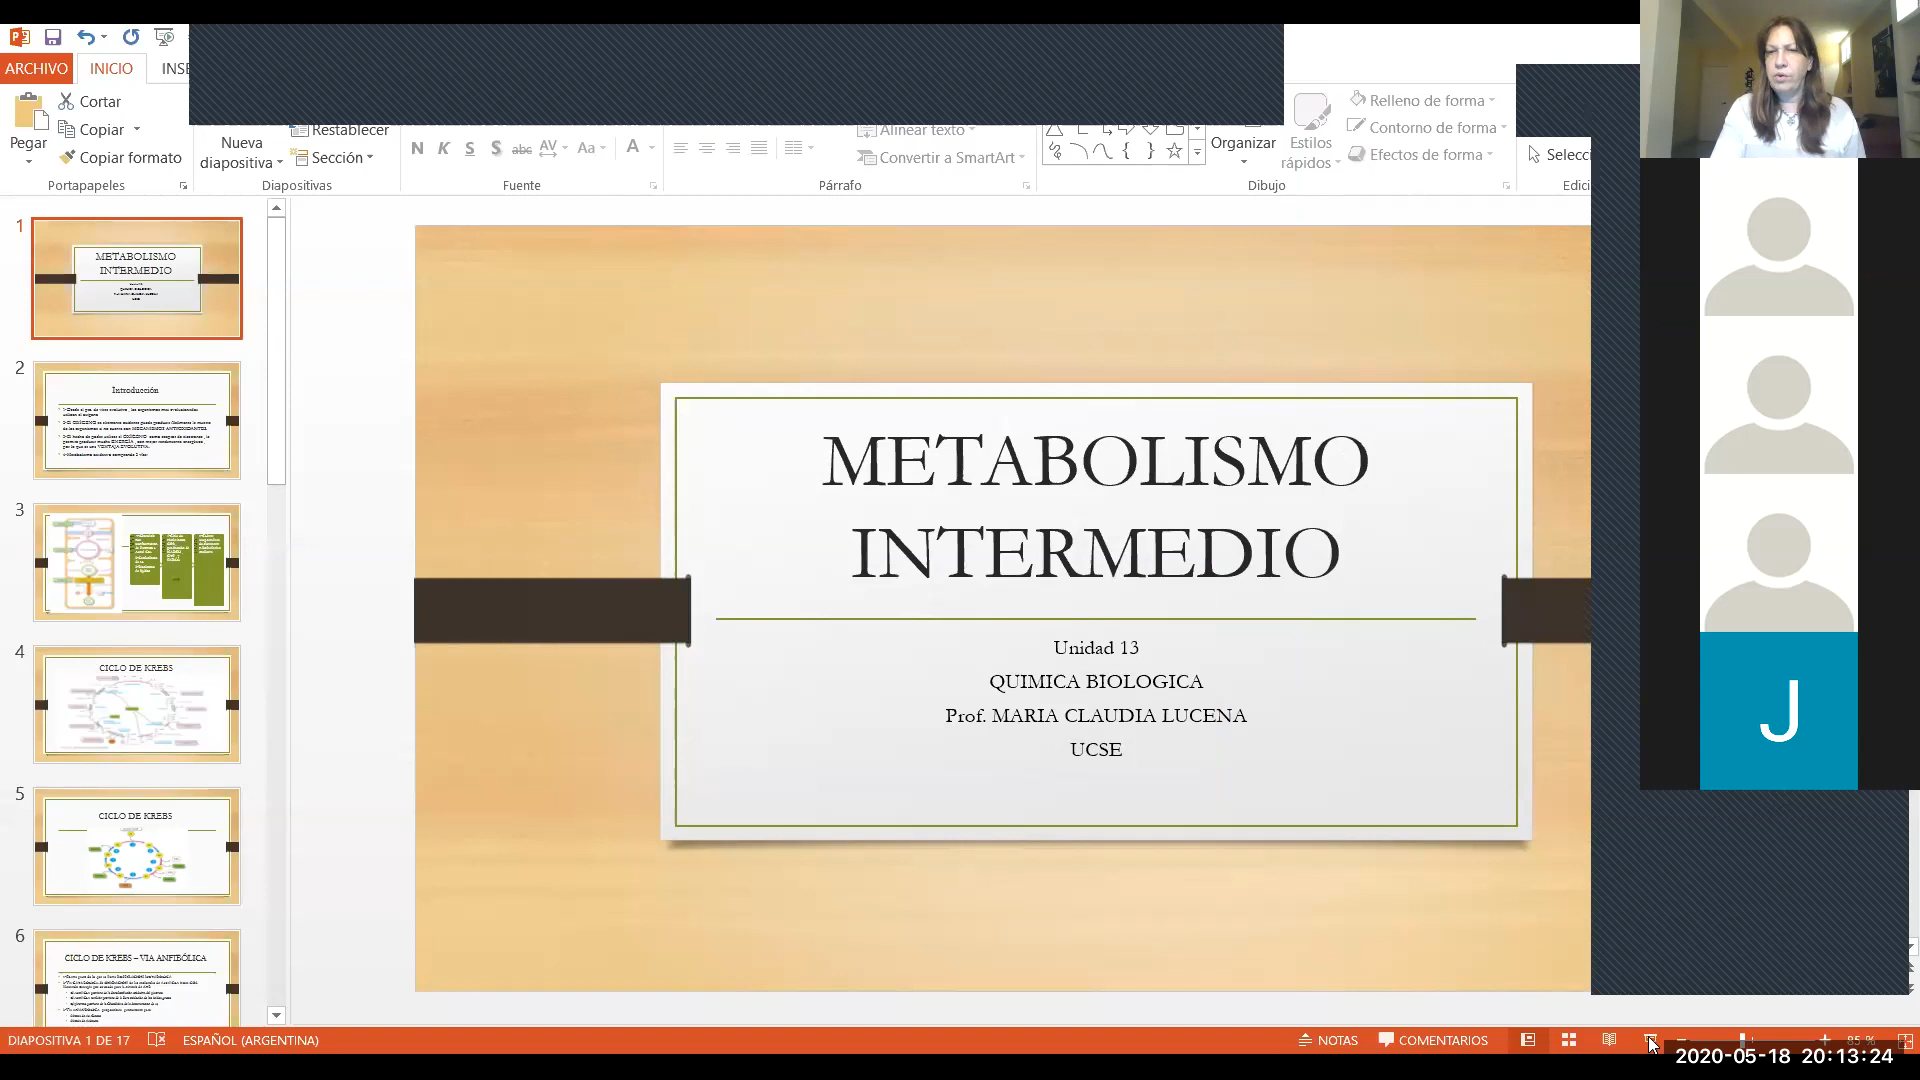 ARCHIVO INICIO INSE
Pegar
Cortar
Copiar
Copiar formato
Portapapeles
Nueva
diapositiva
Restablecer
Sección
Diapositivas
N K S S abc AV Aa A
Fuente
Alinear texto
Convertir a SmartArt
Párrafo
Organizar
Estilos
rápidos
Relleno de forma
Contorno de forma
Efectos de forma
Dibujo
Selecci
Edici
1
METABOLISMO
INTERMEDIO
2
Introducción
3
4
CICLO DE KREBS
5
CICLO DE KREBS
6
CICLO DE KREBS – VIA ANFIBÓLICA
METABOLISMO
INTERMEDIO
Unidad 13
QUIMICA BIOLOGICA
Prof. MARIA CLAUDIA LUCENA
UCSE
J
DIAPOSITIVA 1 DE 17 ESPAÑOL (ARGENTINA) NOTAS COMENTARIOS 85 %
2020-05-18 20:13:24